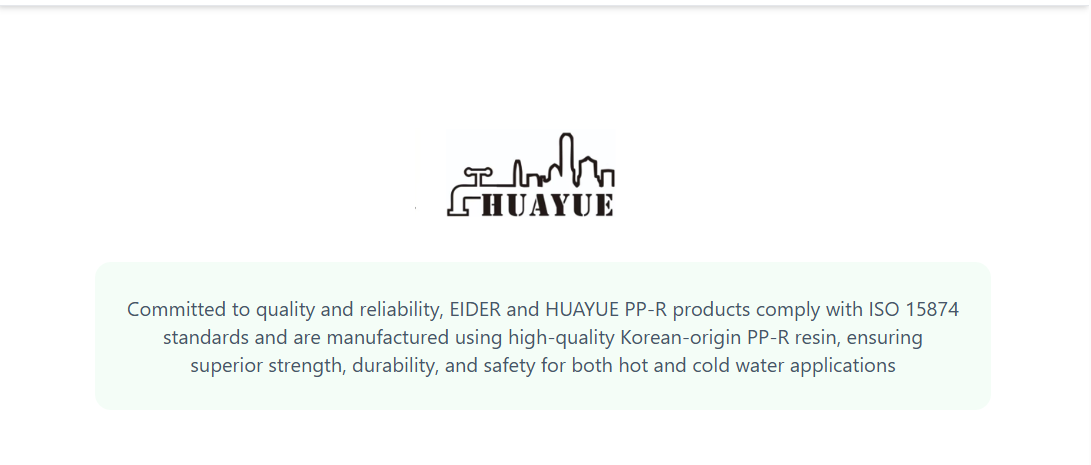 HUAYUE
Committed to quality and reliability, EIDER and HUAYUE PP-R products comply with ISO 15874
standards and are manufactured using high-quality Korean-origin PP-R resin, ensuring
superior strength, durability, and safety for both hot and cold water applications